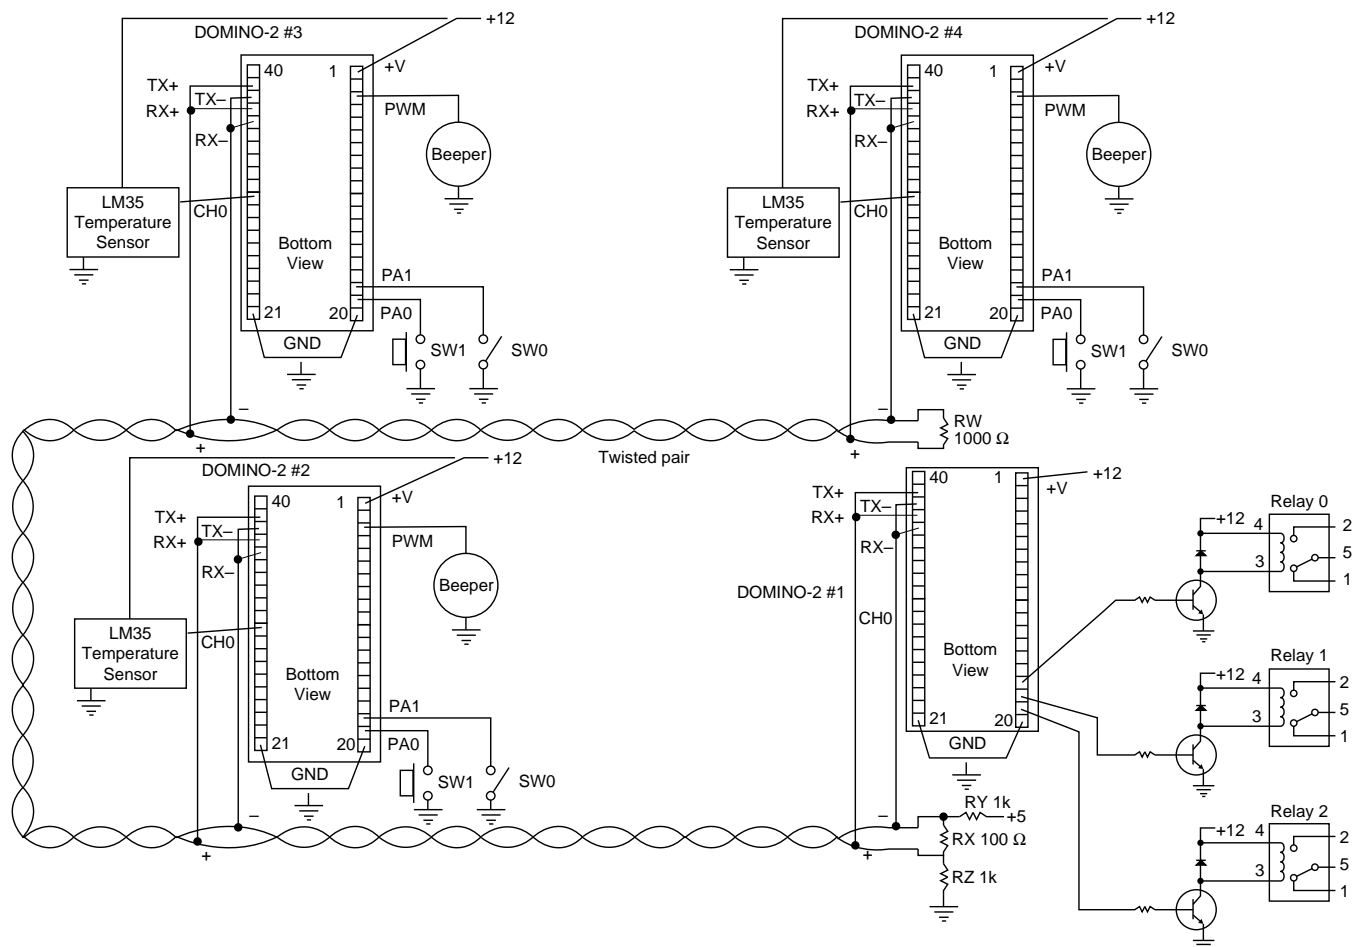 +12
DOMINO-2 #3
40
1
+V
TX+
TX–
RX+
RX–
PWM
Beeper
LM35
Temperature
Sensor
CH0
Bottom
View
PA1
21
20
PA0
GND
SW1
SW0
+12
DOMINO-2 #4
40
1
+V
TX+
TX–
RX+
RX–
PWM
Beeper
LM35
Temperature
Sensor
CH0
Bottom
View
PA1
21
20
PA0
GND
SW1
SW0
–
+
Twisted pair
–
+
RW
1000 Ω
+12
DOMINO-2 #2
40
1
+V
TX+
TX–
RX+
RX–
PWM
Beeper
LM35
Temperature
Sensor
CH0
Bottom
View
PA1
21
20
PA0
GND
SW1
SW0
–
+
+12
40
1
+V
TX+
TX–
RX+
RX–
DOMINO-2 #1
CH0
Bottom
View
21
20
GND
–
+
RY 1k
+5
RX 100 Ω
RZ 1k
Relay 0
+12
4
2
3
5
1
Relay 1
+12
4
2
3
5
1
Relay 2
+12
4
2
3
5
1